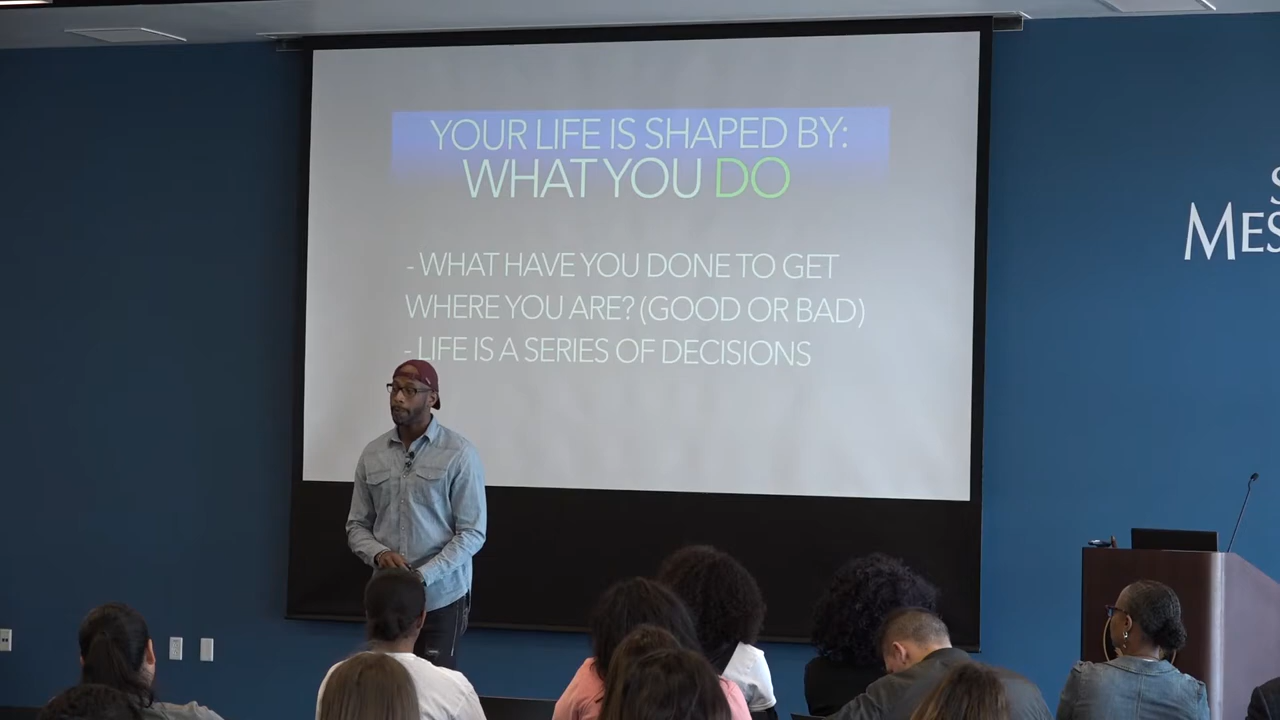 YOUR LIFE IS SHAPED BY:
WHAT YOU DO
- WHAT HAVE YOU DONE TO GET
WHERE YOU ARE? (GOOD OR BAD)
- LIFE IS A SERIES OF DECISIONS
S
MES